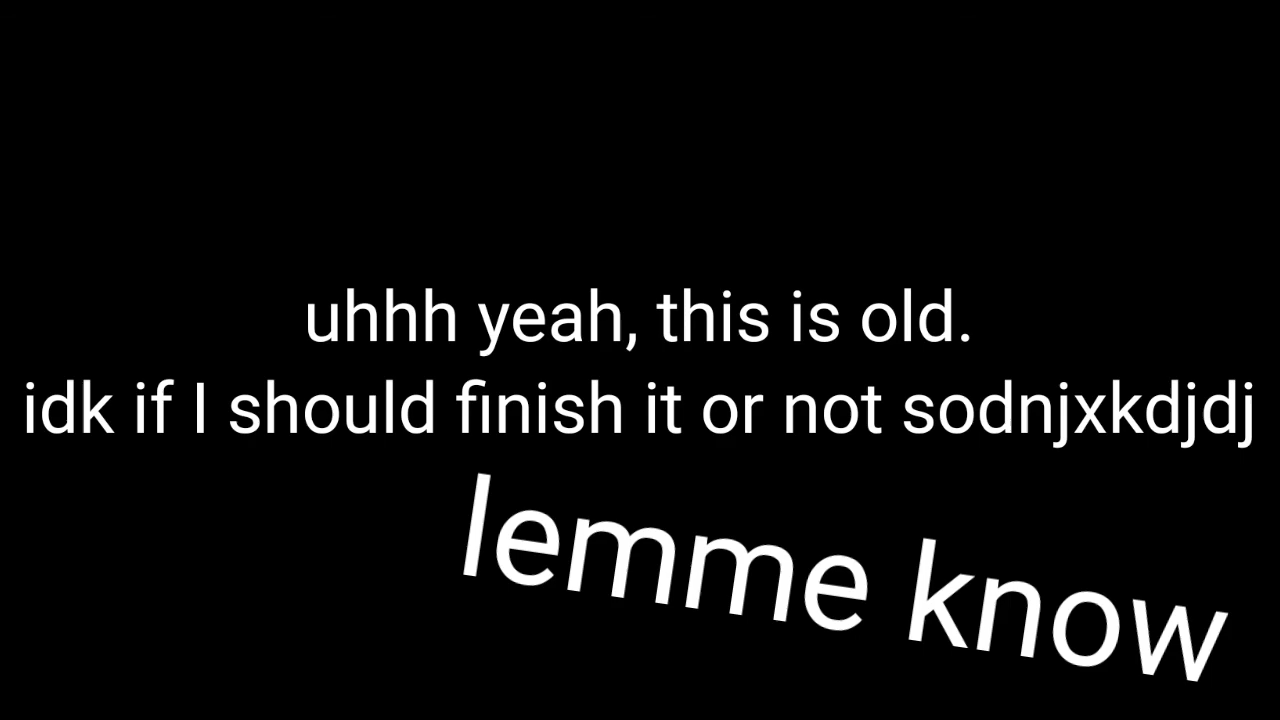 uhhh yeah, this is old.
idk if I should finish it or not sodnjxkdjdj
lemme know